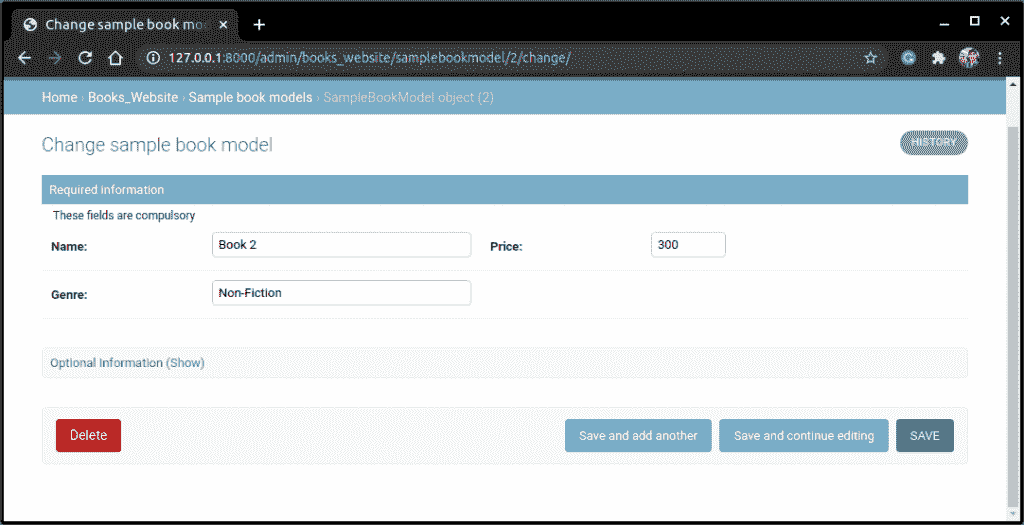 Change sample book mo
127.0.0.1:8000/admin/books_website/samplebookmodel/2/change/
Home › Books_Website › Sample book models › SampleBookModel object (2)
Change sample book model
HISTORY
Required information
These fields are compulsory
Name: Book 2 Price: 300
Genre: Non-Fiction
Optional Information (Show)
Delete Save and add another Save and continue editing SAVE